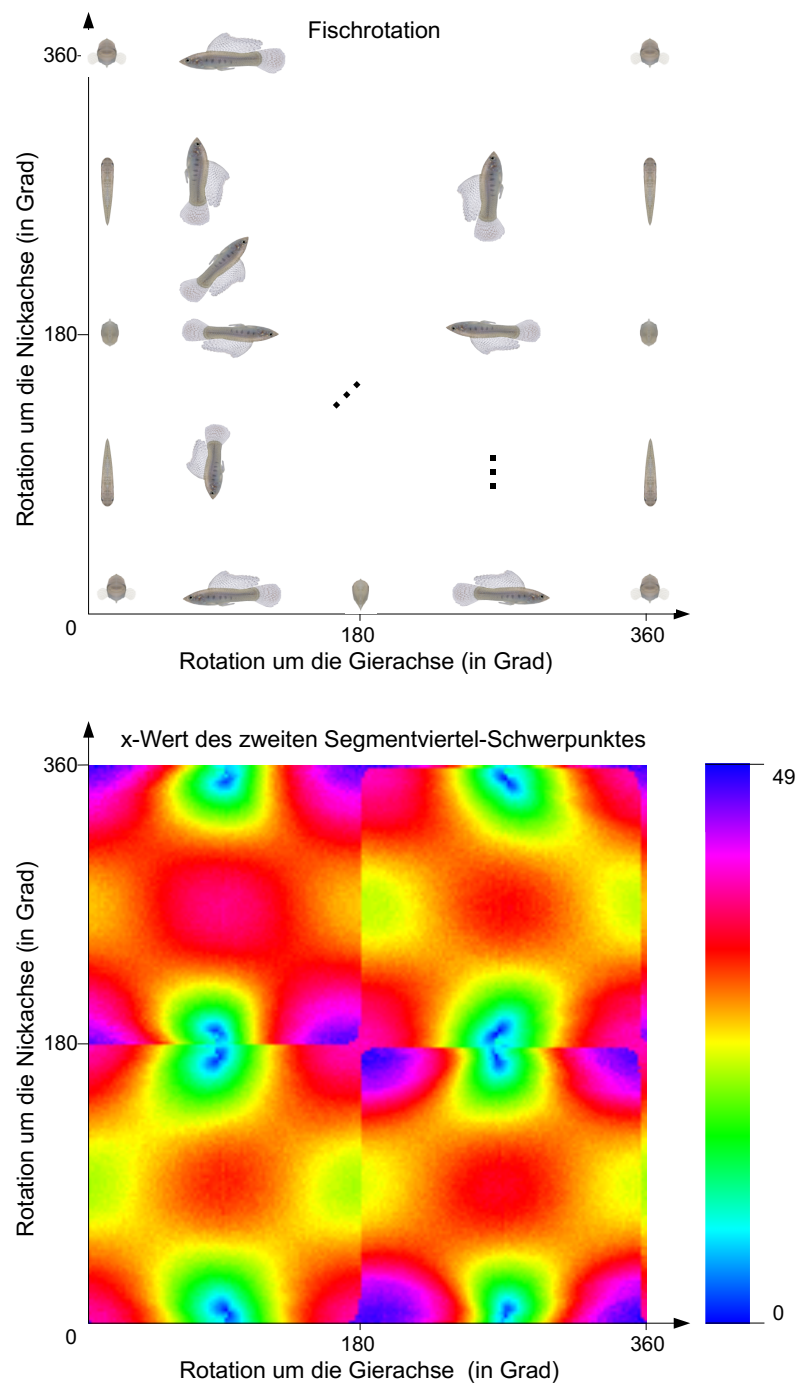 Fischrotation
360
Rotation um die Nickachse (in Grad)
180
0
180
360
Rotation um die Gierachse (in Grad)
x-Wert des zweiten Segmentviertel-Schwerpunktes
360
49
Rotation um die Nickachse (in Grad)
180
0
0
180
360
Rotation um die Gierachse (in Grad)